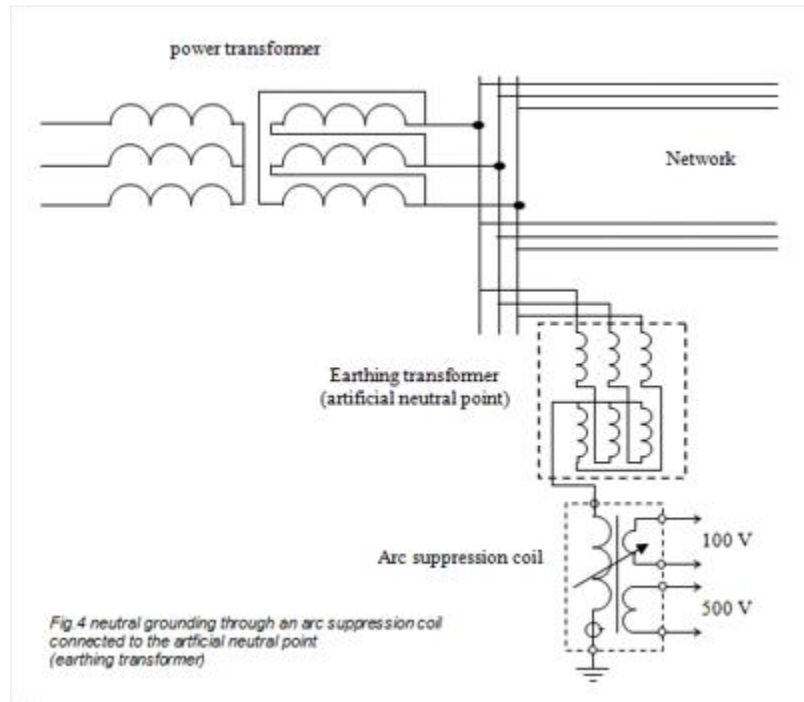 power transformer
Network
Earthing transformer
(artificial neutral point)
Arc suppression coil
100 V
500 V
Fig.4 neutral grounding through an arc suppression coil
connected to the artficial neutral point
(earthing transformer)